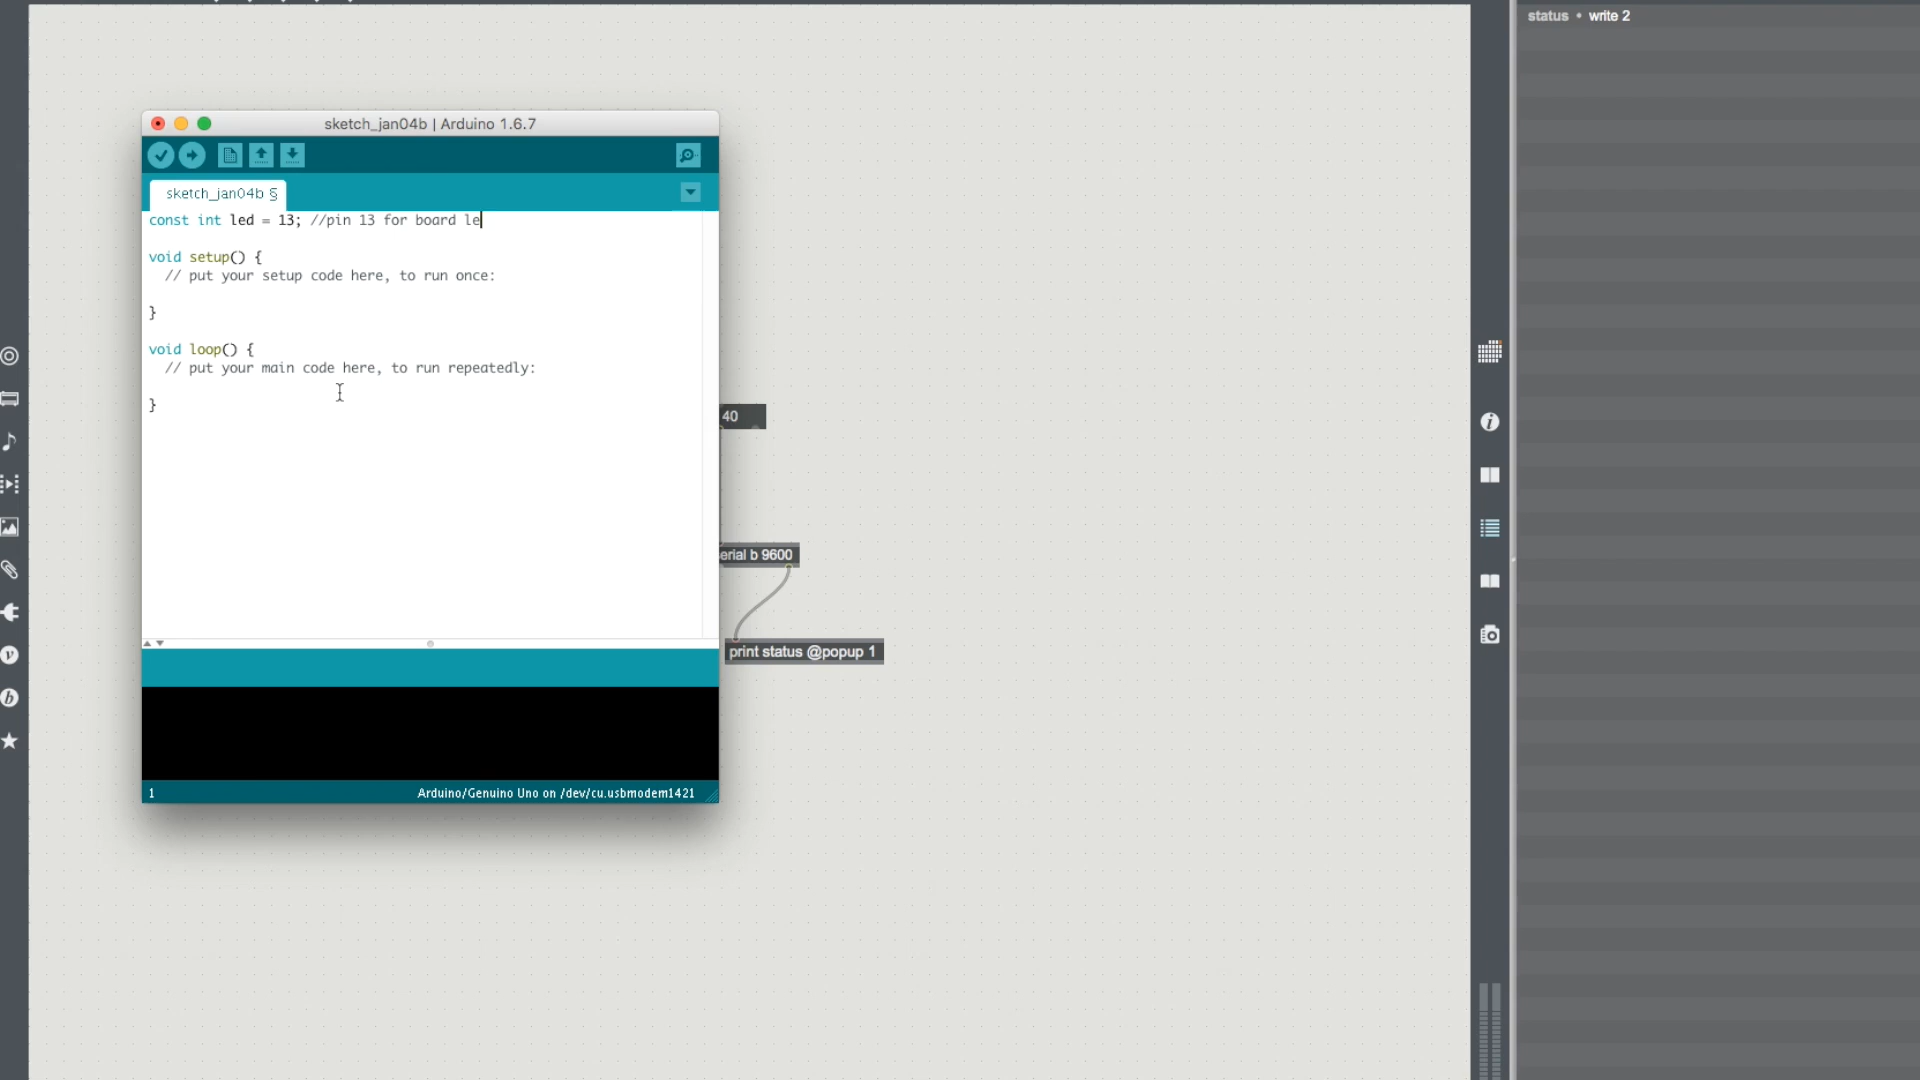 status • write 2
sketch_jan04b | Arduino 1.6.7
sketch_jan04b §
const int led = 13; //pin 13 for board le
void setup() {
// put your setup code here, to run once:
}
void loop() {
// put your main code here, to run repeatedly:
}
40
erial b 9600
print status @popup 1
1
Arduino/Genuino Uno on /dev/cu.usbmodem1421